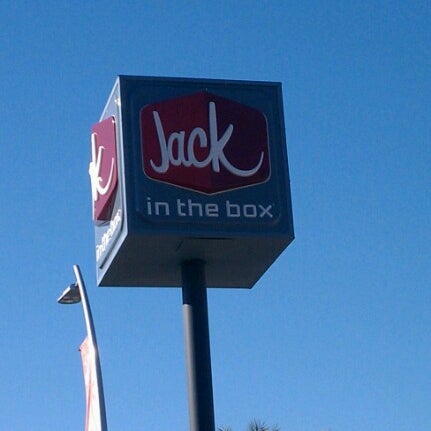 Jack
in the box